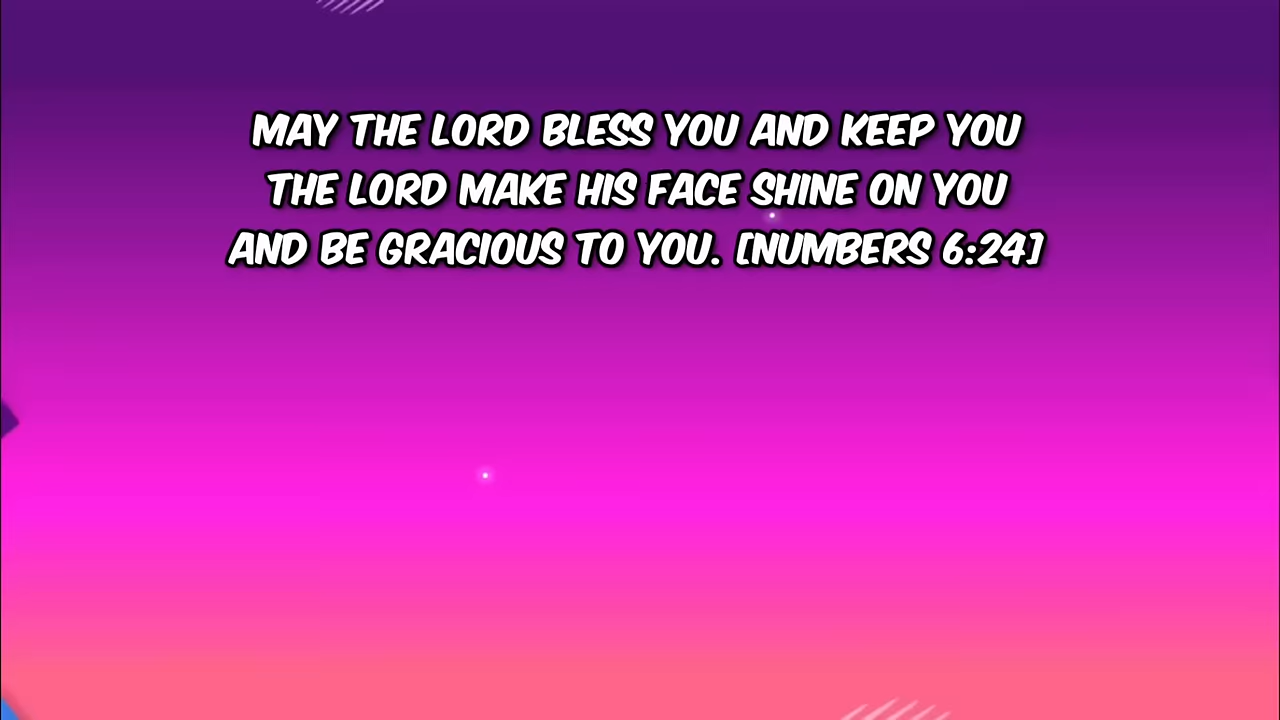 MAY THE LORD BLESS YOU AND KEEP YOU
THE LORD MAKE HIS FACE SHINE ON YOU
AND BE GRACIOUS TO YOU. [NUMBERS 6:24]